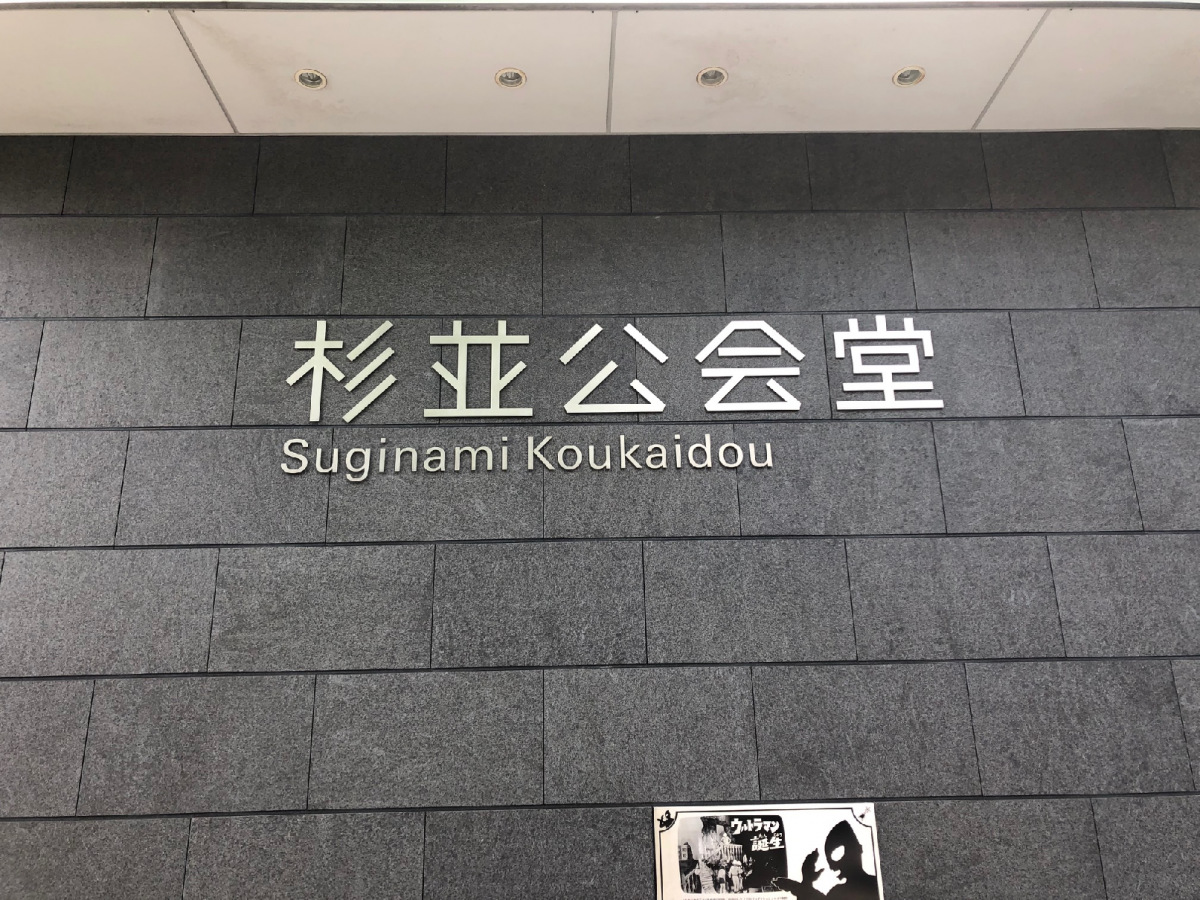 杉並公会堂
Suginami Koukaidou
ウルトラマン
誕生